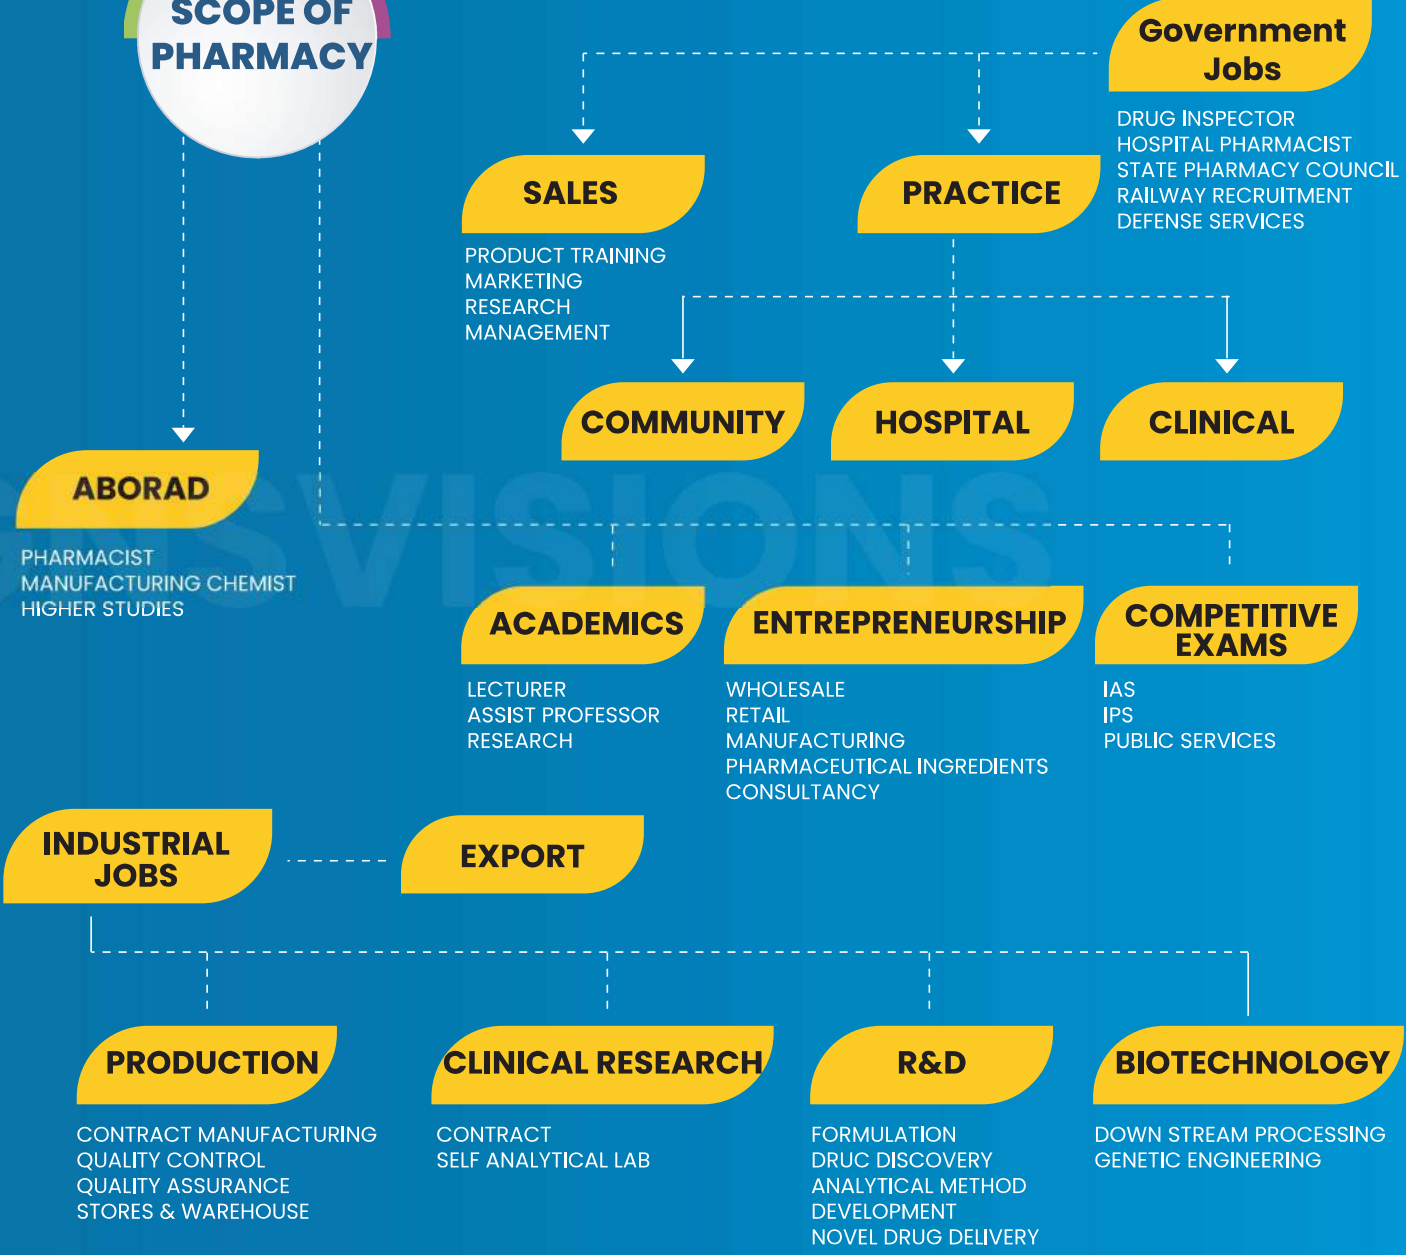 SCOPE OF
PHARMACY
Government
Jobs
DRUG INSPECTOR
HOSPITAL PHARMACIST
STATE PHARMACY COUNCIL
RAILWAY RECRUITMENT
DEFENSE SERVICES
SALES
PRODUCT TRAINING
MARKETING
RESEARCH
MANAGEMENT
PRACTICE
COMMUNITY
HOSPITAL
CLINICAL
ABORAD
PHARMACIST
MANUFACTURING CHEMIST
HIGHER STUDIES
GNSVISIONS
ACADEMICS
LECTURER
ASSIST PROFESSOR
RESEARCH
ENTREPRENEURSHIP
WHOLESALE
RETAIL
MANUFACTURING
PHARMACEUTICAL INGREDIENTS
CONSULTANCY
COMPETITIVE
EXAMS
IAS
IPS
PUBLIC SERVICES
INDUSTRIAL
JOBS
EXPORT
PRODUCTION
CONTRACT MANUFACTURING
QUALITY CONTROL
QUALITY ASSURANCE
STORES & WAREHOUSE
CLINICAL RESEARCH
CONTRACT
SELF ANALYTICAL LAB
R&D
FORMULATION
DRUC DISCOVERY
ANALYTICAL METHOD
DEVELOPMENT
NOVEL DRUG DELIVERY
BIOTECHNOLOGY
DOWN STREAM PROCESSING
GENETIC ENGINEERING